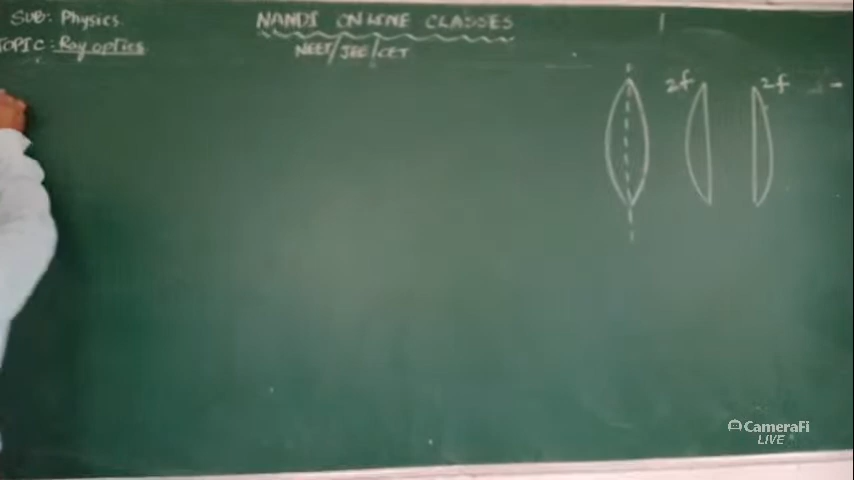 SUB: Physics
TOPIC: Ray optics
NANDI ONLINE CLASSES
NEET/JEE/CET
2f
2f
CameraFi
LIVE